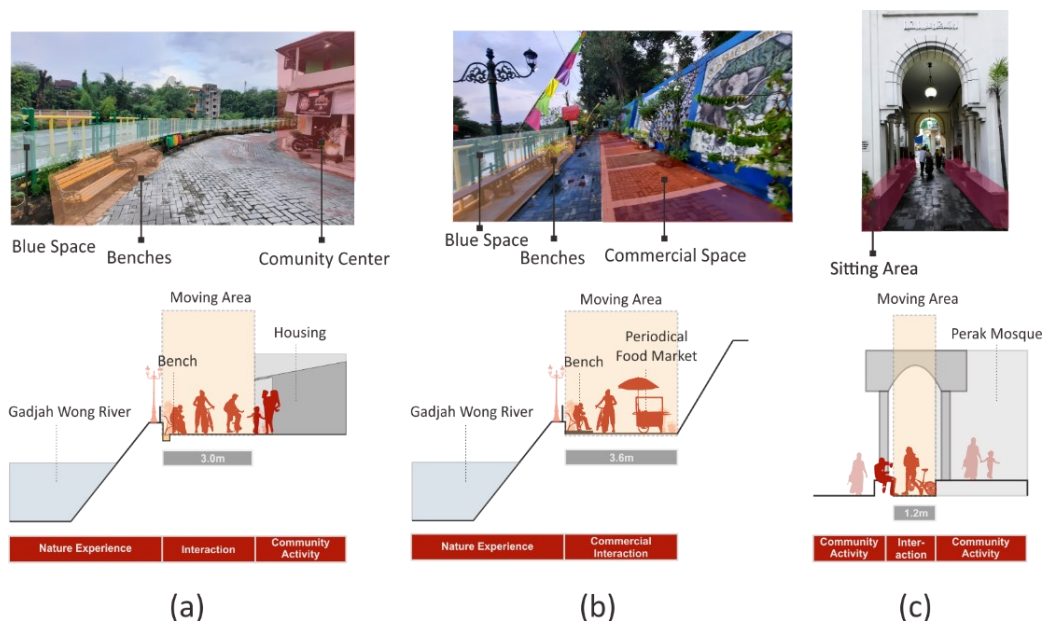 Blue Space
Benches
Comunity Center
Moving Area
Housing
Bench
Gadjah Wong River
3.0m
Nature Experience
Interaction
Community
Activity
(a)
Blue Space
Benches
Commercial Space
Moving Area
Periodical
Food Market
Bench
Gadjah Wong River
3.6m
Nature Experience
Commercial
Interaction
(b)
Sitting Area
Moving Area
Perak Mosque
1.2m
Community
Activity
Inter-
action
Community
Activity
(c)